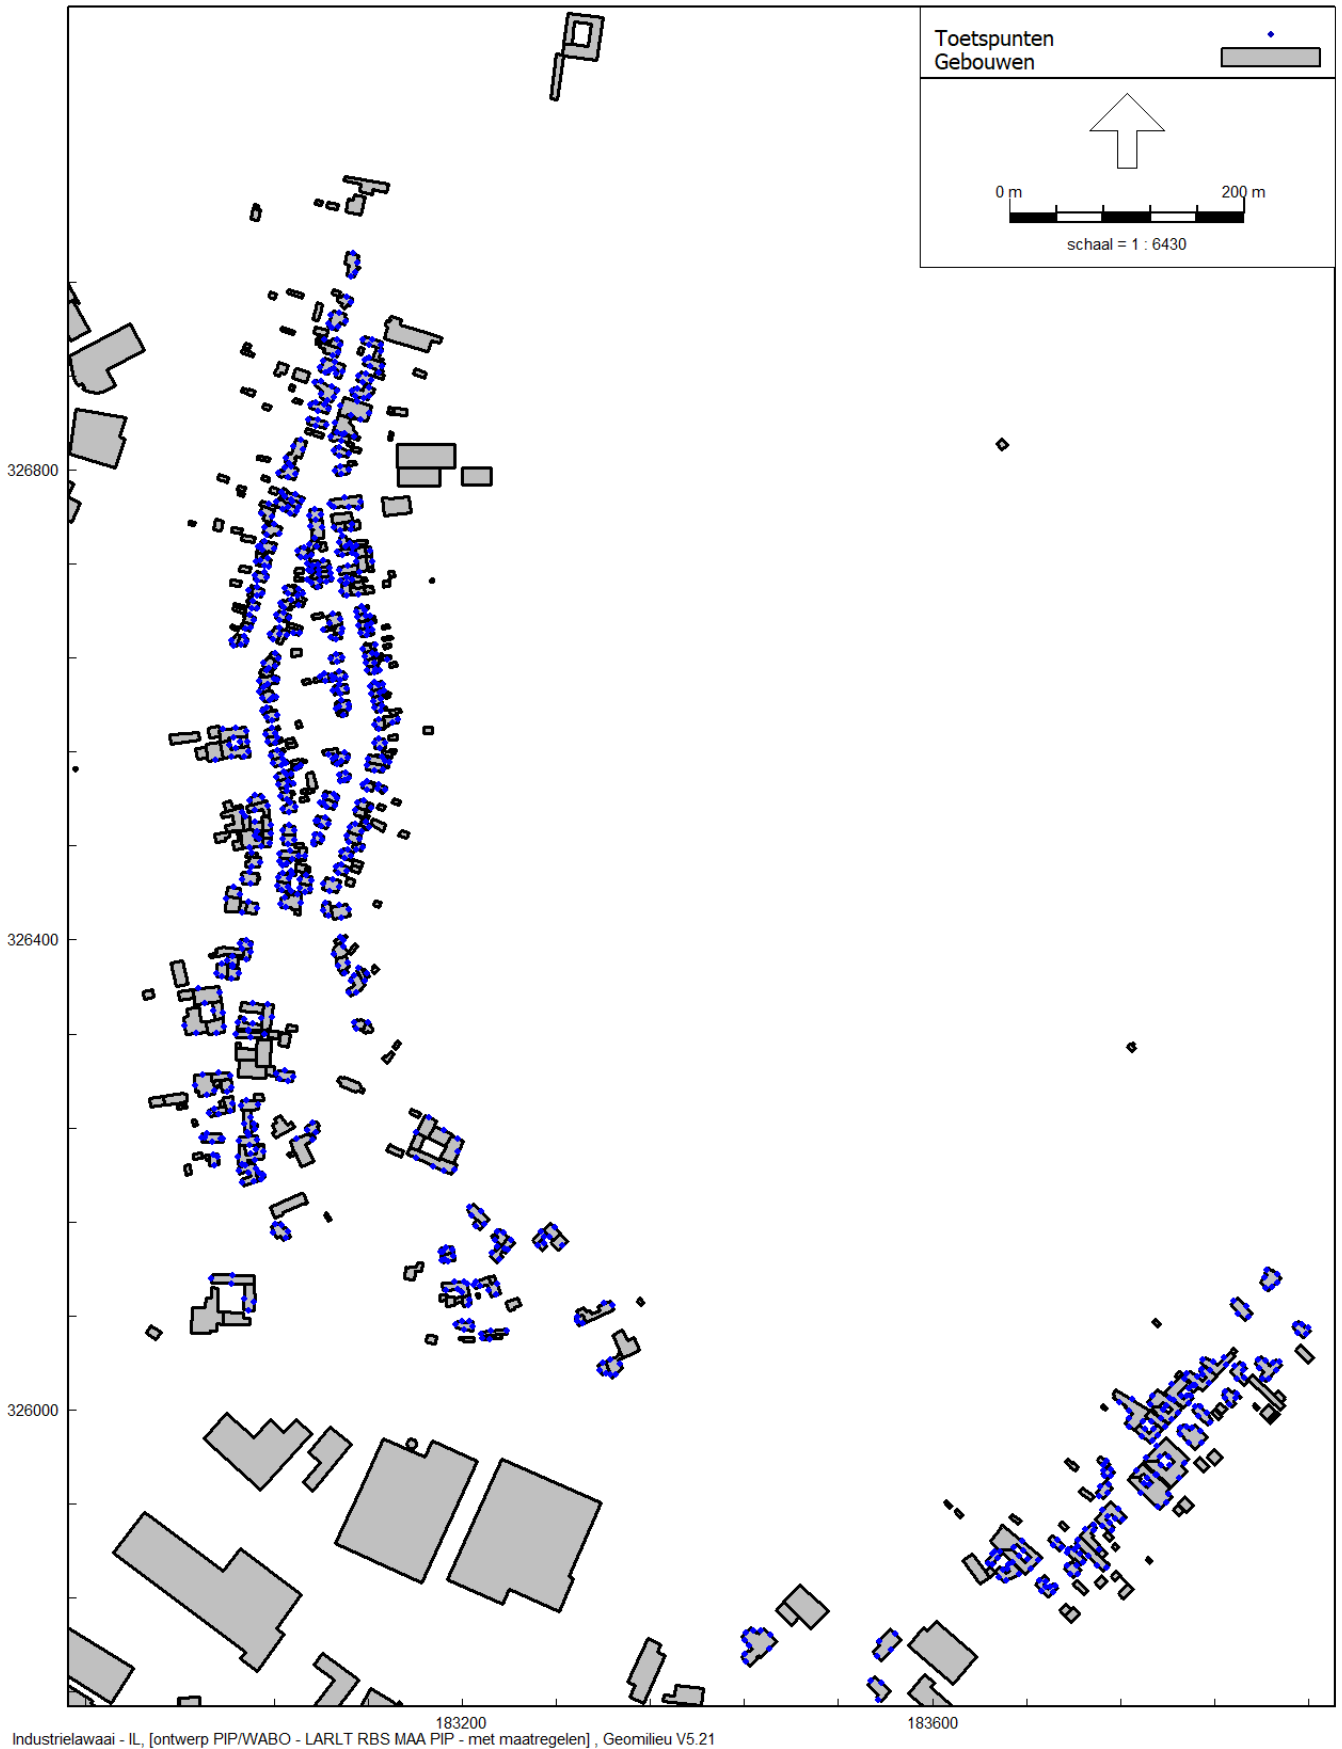 Toetspunten
Gebouwen
0 m 200 m
schaal = 1 : 6430
326800
326400
326000
183200 183600
Industrielawaai - IL, [ontwerp PIP/WABO - LARLT RBS MAA PIP - met maatregelen] , Geomilieu V5.21